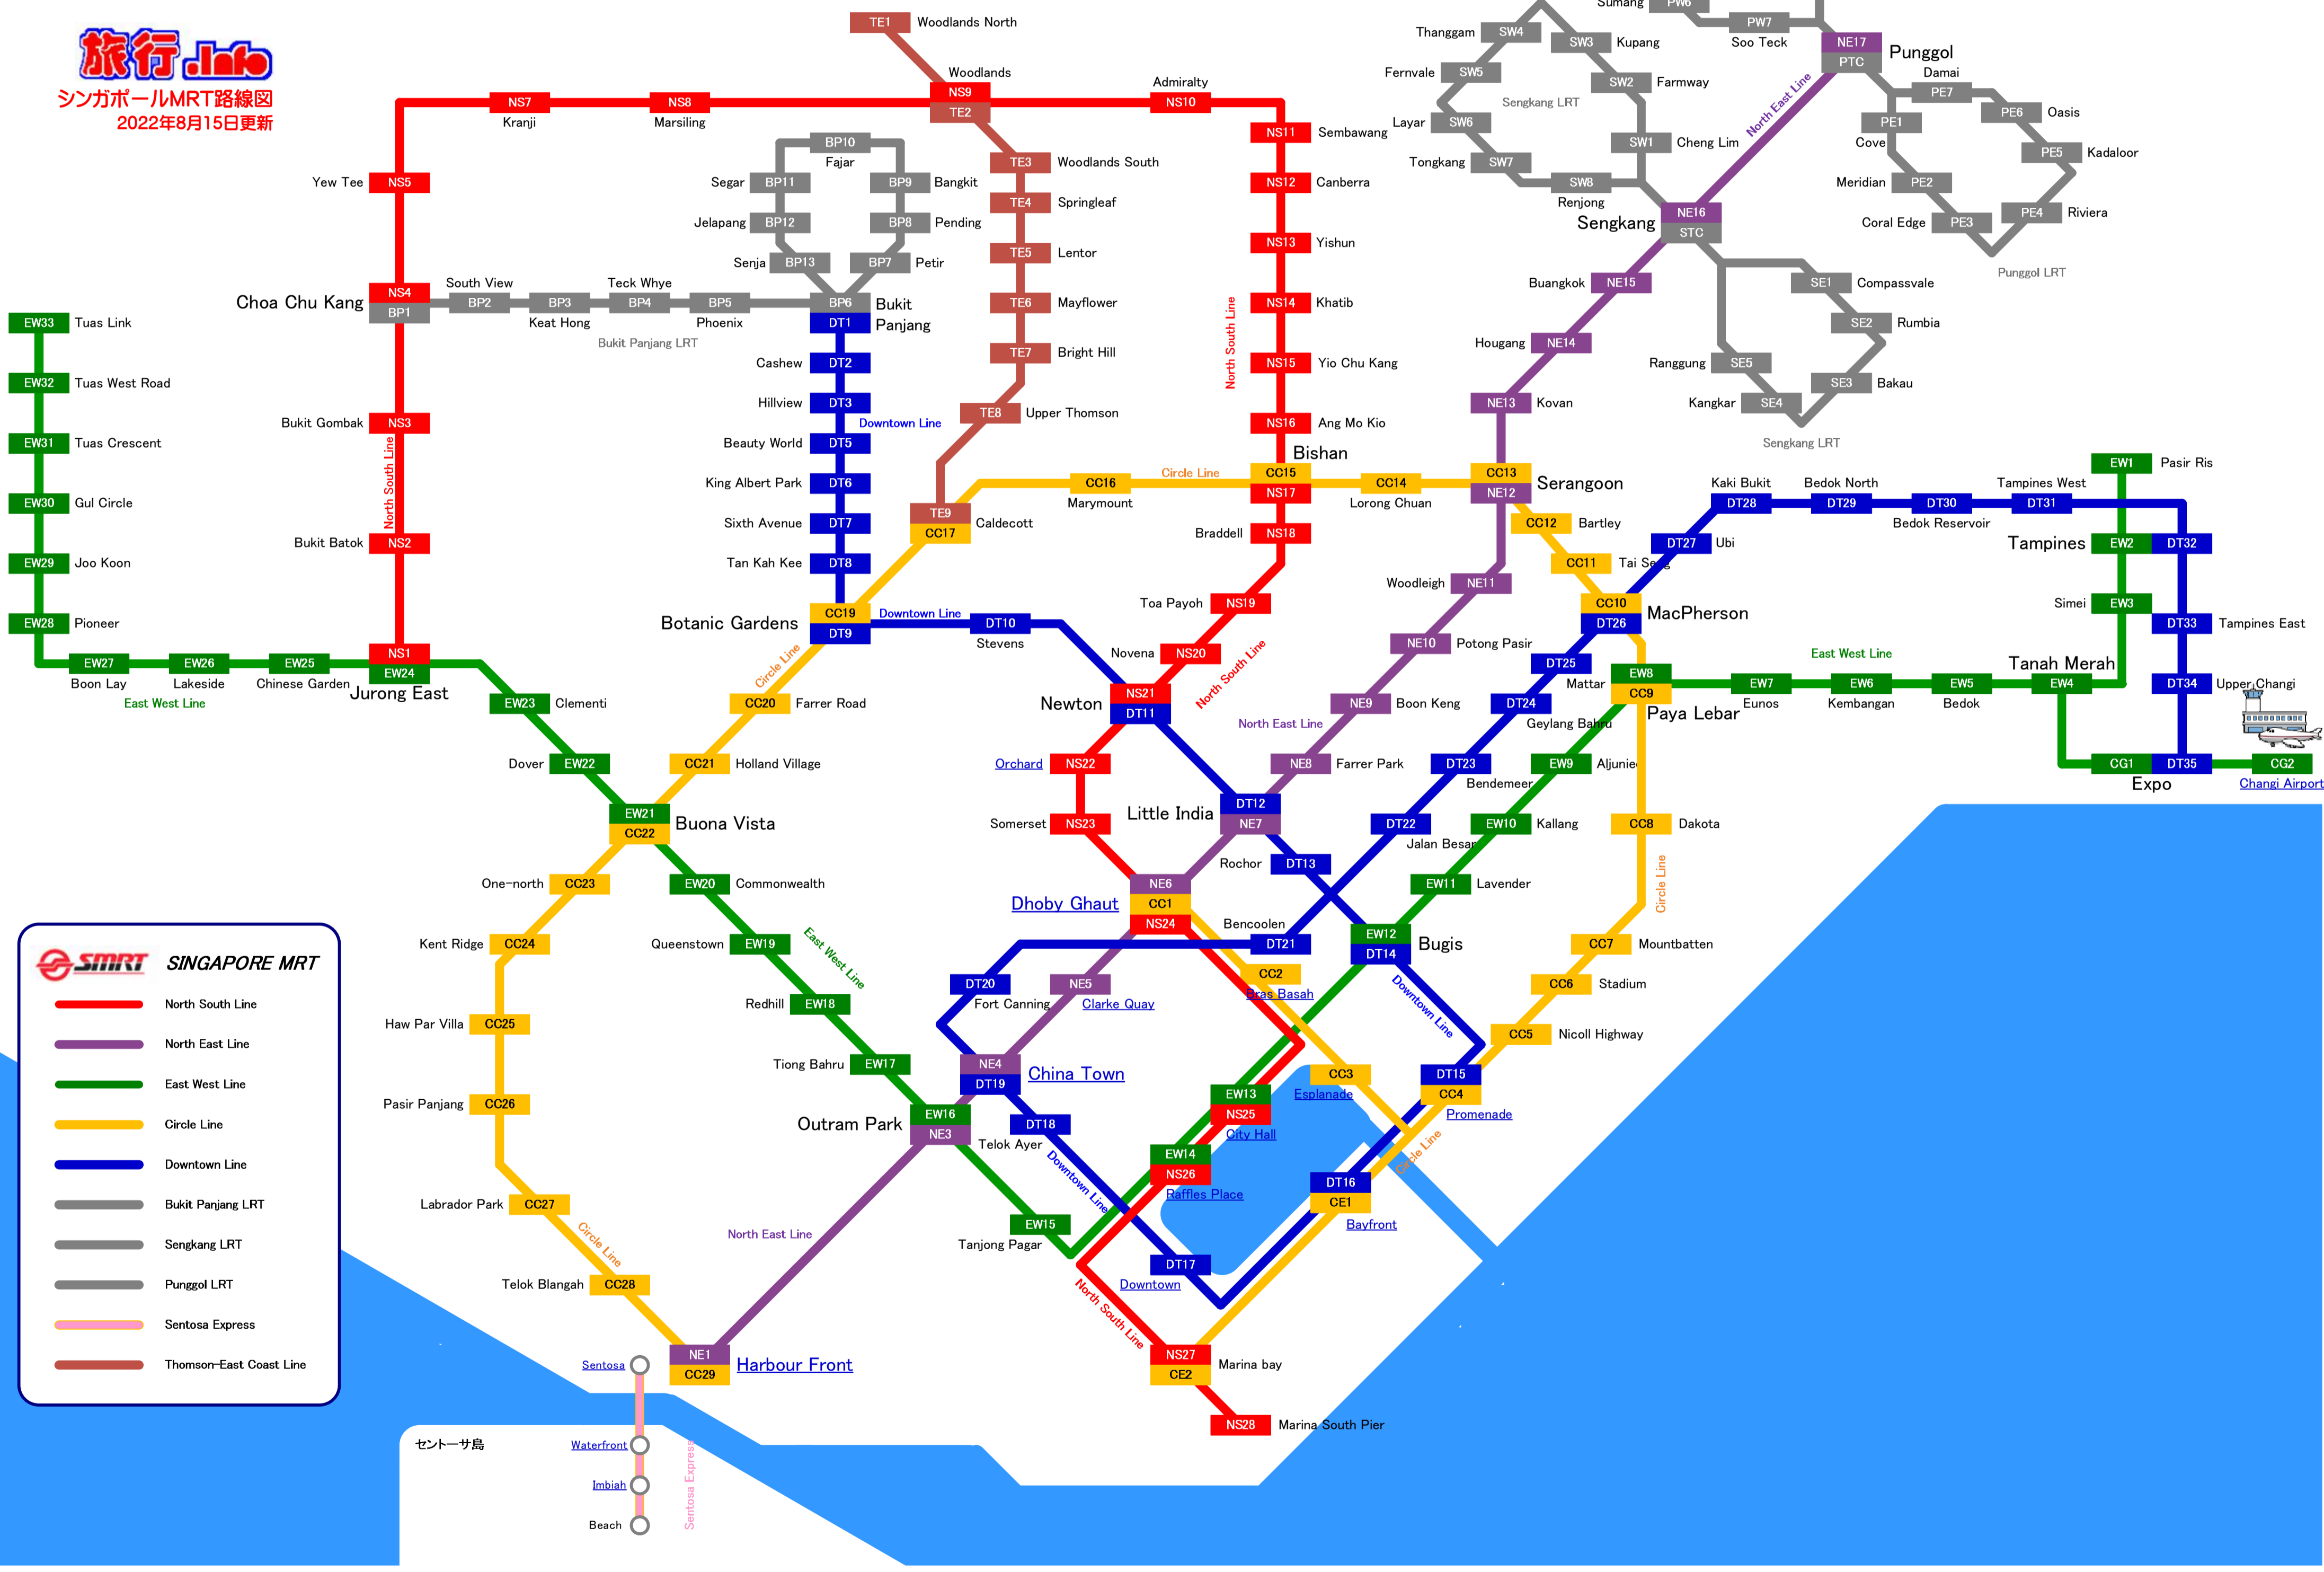 旅行.Info
シンガポールMRT路線図
2022年8月15日更新
TE1 Woodlands North
Woodlands
NS9
TE2
Admiralty
NS10
NS7
Kranji
NS8
Marsiling
NS11 Sembawang
NS12 Canberra
NS13 Yishun
NS14 Khatib
NS15 Yio Chu Kang
NS16 Ang Mo Kio
North South Line
Bishan
CC15
NS17
Braddell NS18
Toa Payoh NS19
Novena NS20
North South Line
Newton
NS21
DT11
Orchard NS22
Somerset NS23
Yew Tee NS5
Choa Chu Kang
NS4
BP1
Bukit Gombak NS3
North South Line
Bukit Batok NS2
NS1
EW24
Jurong East
South View
BP2
BP3
Keat Hong
Teck Whye
BP4
BP5
Phoenix
Bukit Panjang LRT
BP6
DT1
Bukit
Panjang
BP10
Fajar
Segar BP11
BP9 Bangkit
Jelapang BP12
BP8 Pending
Senja BP13
BP7 Petir
TE3 Woodlands South
TE4 Springleaf
TE5 Lentor
TE6 Mayflower
TE7 Bright Hill
TE8 Upper Thomson
TE9
CC17
Caldecott
Cashew DT2
Hillview DT3
Downtown Line
Beauty World DT5
King Albert Park DT6
Sixth Avenue DT7
Tan Kah Kee DT8
Botanic Gardens
CC19
DT9
Downtown Line
DT10
Stevens
Circle Line
CC16
Marymount
Circle Line
CC14
Lorong Chuan
CC13
NE12
Serangoon
CC12 Bartley
CC11 Tai Seng
CC10
DT26
MacPherson
EW33 Tuas Link
EW32 Tuas West Road
EW31 Tuas Crescent
EW30 Gul Circle
EW29 Joo Koon
EW28 Pioneer
EW27
Boon Lay
EW26
Lakeside
EW25
Chinese Garden
East West Line
EW23 Clementi
Dover EW22
EW21
CC22
Buona Vista
CC20 Farrer Road
CC21 Holland Village
One-north CC23
Kent Ridge CC24
Haw Par Villa CC25
Pasir Panjang CC26
Labrador Park CC27
Circle Line
Telok Blangah CC28
NE1
CC29
Harbour Front
EW20 Commonwealth
Queenstown EW19
East West Line
Redhill EW18
Tiong Bahru EW17
Outram Park
EW16
NE3
North East Line
EW15
Tanjong Pagar
Sumang PW6
PW7
Soo Teck
NE17
PTC
Punggol
Damai
PE7
PE6 Oasis
PE5 Kadaloor
PE4 Riviera
Coral Edge PE3
Meridian PE2
PE1
Cove
Punggol LRT
North East Line
Thanggam SW4
SW3 Kupang
Fernvale SW5
SW2 Farmway
Sengkang LRT
Layar SW6
SW1 Cheng Lim
Tongkang SW7
SW8
Renjong
Sengkang
NE16
STC
SE1 Compassvale
SE2 Rumbia
SE3 Bakau
Kangkar SE4
Ranggung SE5
Sengkang LRT
Buangkok NE15
Hougang NE14
NE13 Kovan
Woodleigh NE11
NE10 Potong Pasir
NE9 Boon Keng
North East Line
NE8 Farrer Park
Little India
DT12
NE7
Rochor DT13
Dhoby Ghaut
NE6
CC1
NS24
Bencoolen
DT21
DT20
Fort Canning
NE5
Clarke Quay
NE4
DT19
China Town
DT18
Telok Ayer
Downtown Line
DT17
Downtown
Kaki Bukit
DT28
Bedok North
DT29
DT30
Bedok Reservoir
Tampines West
DT31
DT27 Ubi
EW1 Pasir Ris
Tampines EW2 DT32
Simei EW3
DT33 Tampines East
Tanah Merah
EW4
DT34 Upper Changi
CG1 DT35
Expo
CG2
Changi Airport
East West Line
EW7
Eunos
EW6
Kembangan
EW5
Bedok
EW8
CC9
Paya Lebar
DT25
Mattar
DT24
Geylang Bahru
DT23
Bendemeer
DT22
Jalan Besar
EW9 Aljunied
EW10 Kallang
EW11 Lavender
EW12
DT14
Bugis
Downtown Line
CC8 Dakota
Circle Line
CC7 Mountbatten
CC6 Stadium
CC5 Nicoll Highway
DT15
CC4
Promenade
CC2
Bras Basah
CC3
Esplanade
EW13
NS25
City Hall
EW14
NS26
Raffles Place
Circle Line
DT16
CE1
Bayfront
North South Line
NS27
CE2
Marina bay
NS28 Marina South Pier
SMRT SINGAPORE MRT
North South Line
North East Line
East West Line
Circle Line
Downtown Line
Bukit Panjang LRT
Sengkang LRT
Punggol LRT
Sentosa Express
Thomson-East Coast Line
Sentosa
セントーサ島
Waterfront
Imbiah
Beach
Sentosa Express